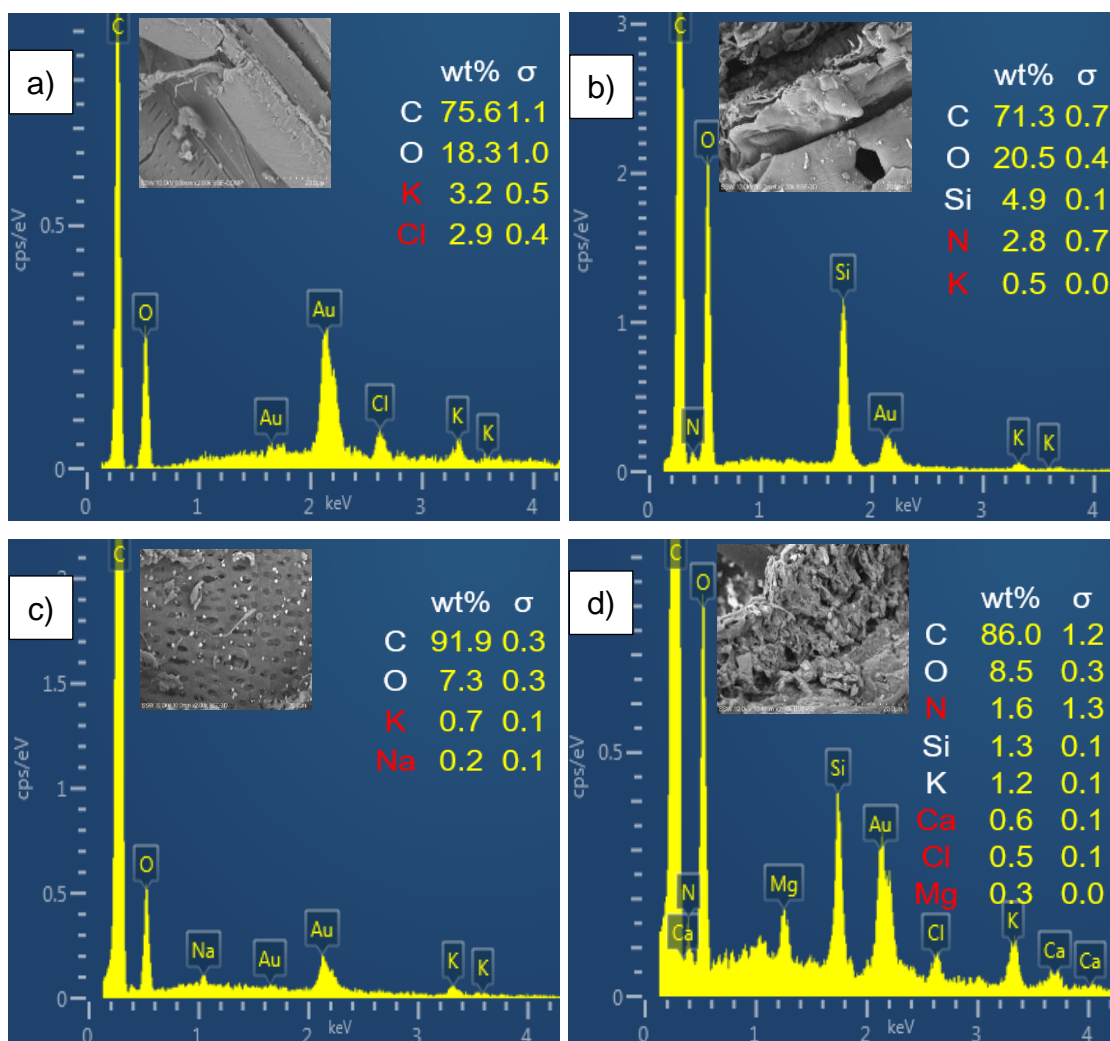 a)
C
wt% σ
C 75.6 1.1
O 18.3 1.0
K 3.2 0.5
Cl 2.9 0.4
cps/eV
0.5
0
O
Au
Au
Cl
K
K
0 1 2 3 4
keV
b)
C
wt% σ
C 71.3 0.7
O 20.5 0.4
Si 4.9 0.1
N 2.8 0.7
K 0.5 0.0
cps/eV
3
2
1
0
N
O
Si
Au
K
K
0 1 2 3 4
keV
c)
C
wt% σ
C 91.9 0.3
O 7.3 0.3
K 0.7 0.1
Na 0.2 0.1
cps/eV
1.5
1
0.5
0
O
Na
Au
Au
K
K
0 1 2 3 4
keV
d)
C
O
wt% σ
C 86.0 1.2
O 8.5 0.3
N 1.6 1.3
Si 1.3 0.1
K 1.2 0.1
Ca 0.6 0.1
Cl 0.5 0.1
Mg 0.3 0.0
cps/eV
0.5
0
N
Ca
Mg
Si
Au
Cl
K
Ca
Ca
0 1 2 3 4
keV